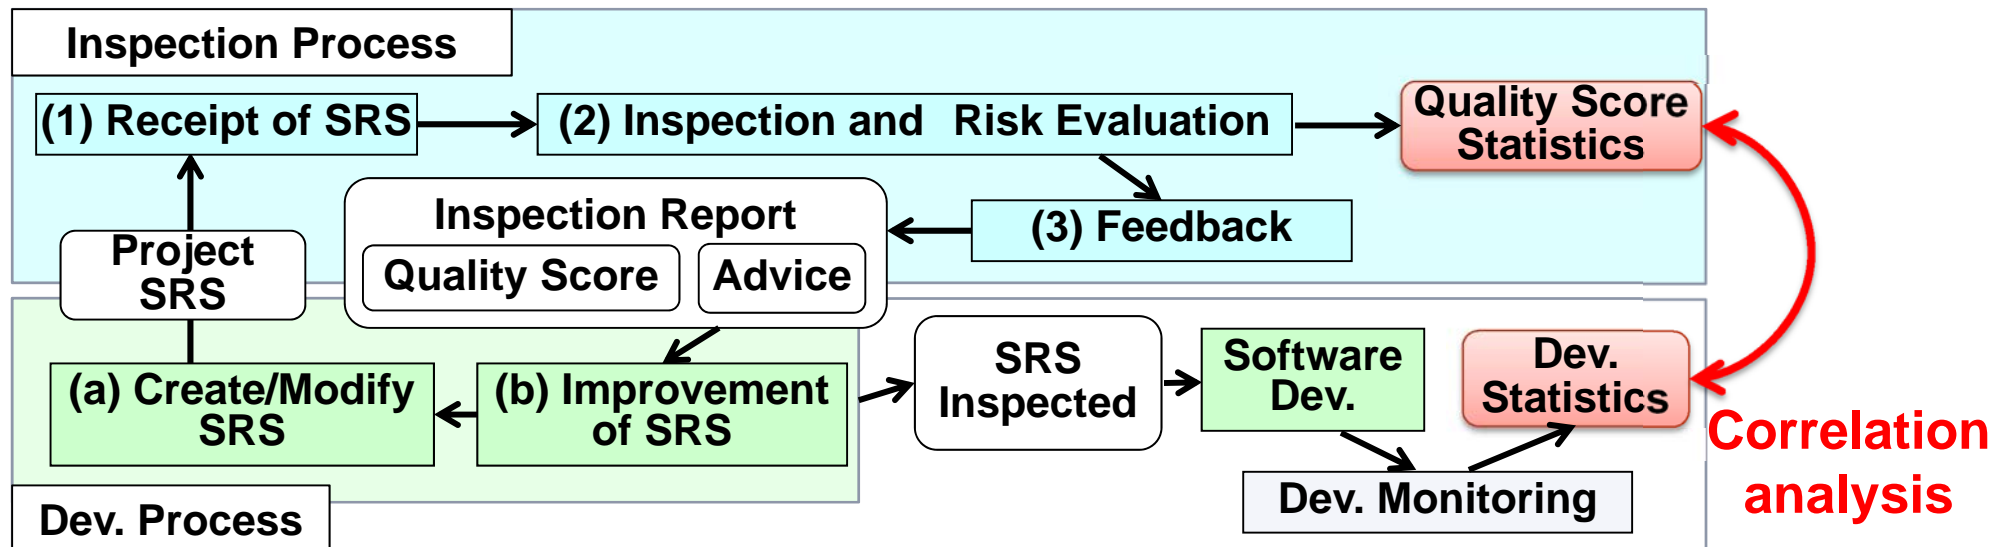 Inspection Process
(1) Receipt of SRS
(2) Inspection and Risk Evaluation
Quality Score
Statistics
Inspection Report
Quality Score
Advice
(3) Feedback
Project
SRS
(a) Create/Modify
SRS
(b) Improvement
of SRS
SRS
Inspected
Software
Dev.
Dev.
Statistics
Dev. Monitoring
Dev. Process
Correlation
analysis